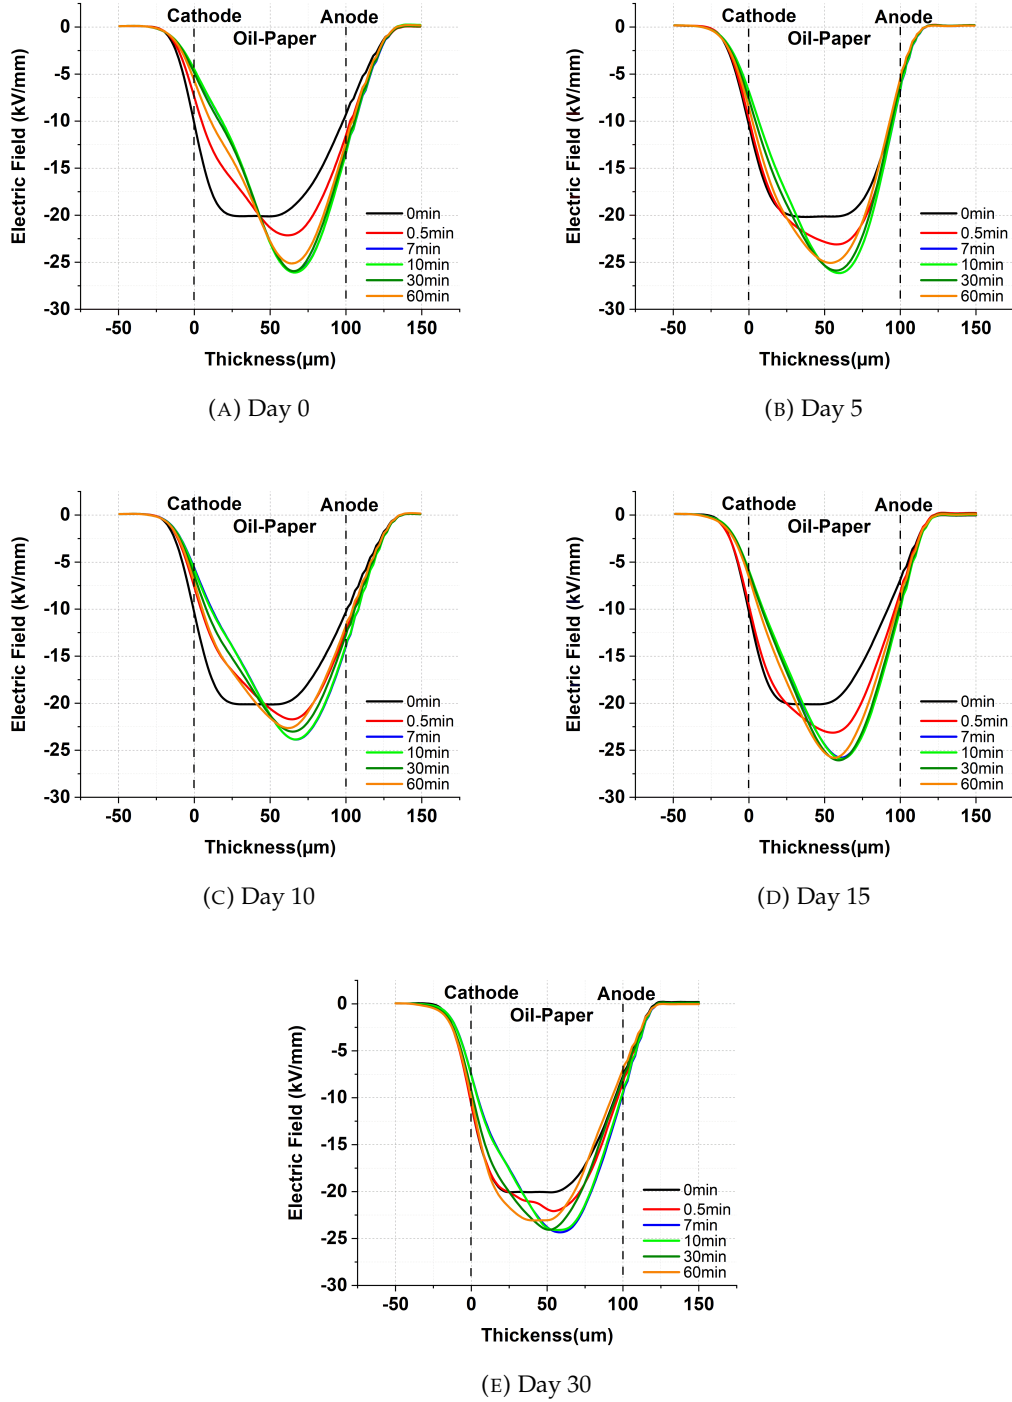 Cathode Anode
Oil-Paper
0
-5
-10
-15
-20
-25
-30
Electric Field (kV/mm)
0min
0.5min
7min
10min
30min
60min
-50 0 50 100 150
Thickness(µm)
(A) Day 0
Cathode Anode
Oil-Paper
0
-5
-10
-15
-20
-25
-30
Electric Field (kV/mm)
0min
0.5min
7min
10min
30min
60min
-50 0 50 100 150
Thickness(µm)
(B) Day 5
Cathode Anode
Oil-Paper
0
-5
-10
-15
-20
-25
-30
Electric Field (kV/mm)
0min
0.5min
7min
10min
30min
60min
-50 0 50 100 150
Thickness(µm)
(C) Day 10
Cathode Anode
Oil-Paper
0
-5
-10
-15
-20
-25
-30
Electric Field (kV/mm)
0min
0.5min
7min
10min
30min
60min
-50 0 50 100 150
Thickness(µm)
(D) Day 15
Cathode Anode
Oil-Paper
0
-5
-10
-15
-20
-25
-30
Electric Field (kV/mm)
0min
0.5min
7min
10min
30min
60min
-50 0 50 100 150
Thickenss(um)
(E) Day 30